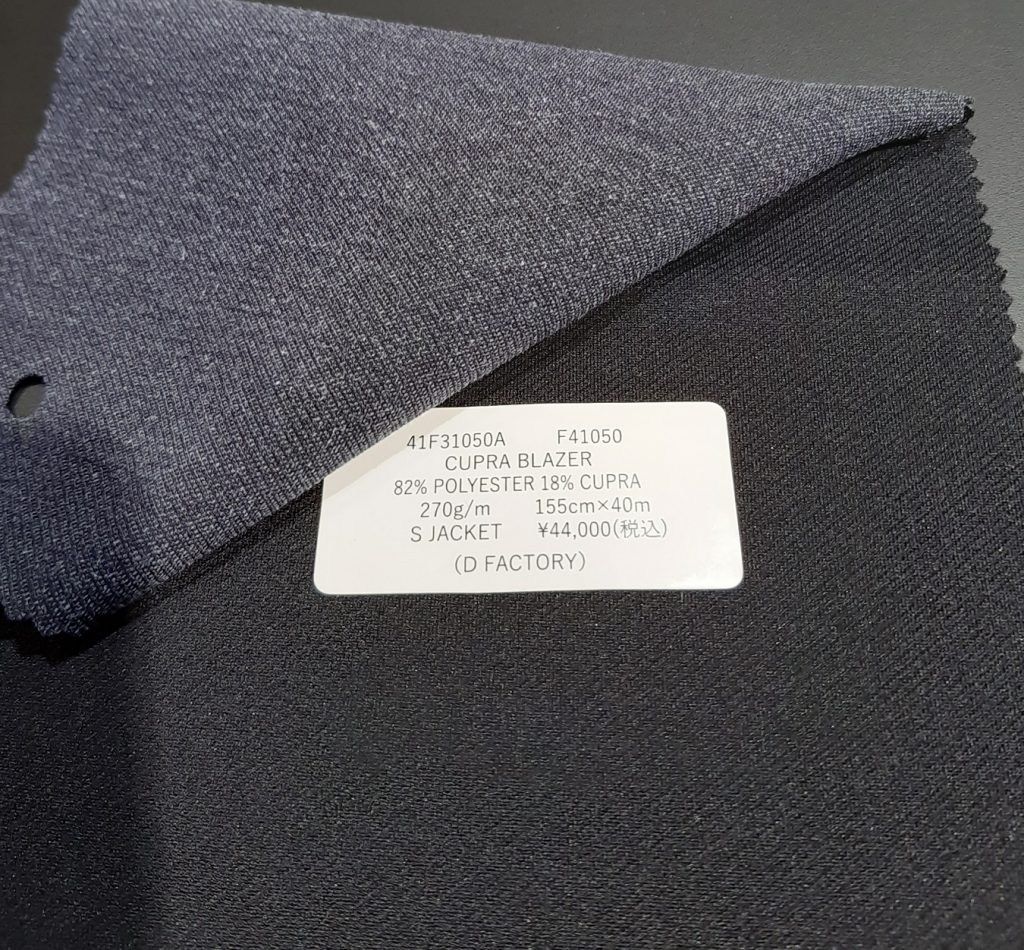 41F31050A F41050
CUPRA BLAZER
82% POLYESTER 18% CUPRA
270g/m 155cm×40m
S JACKET ¥44,000(税込)
(D FACTORY)